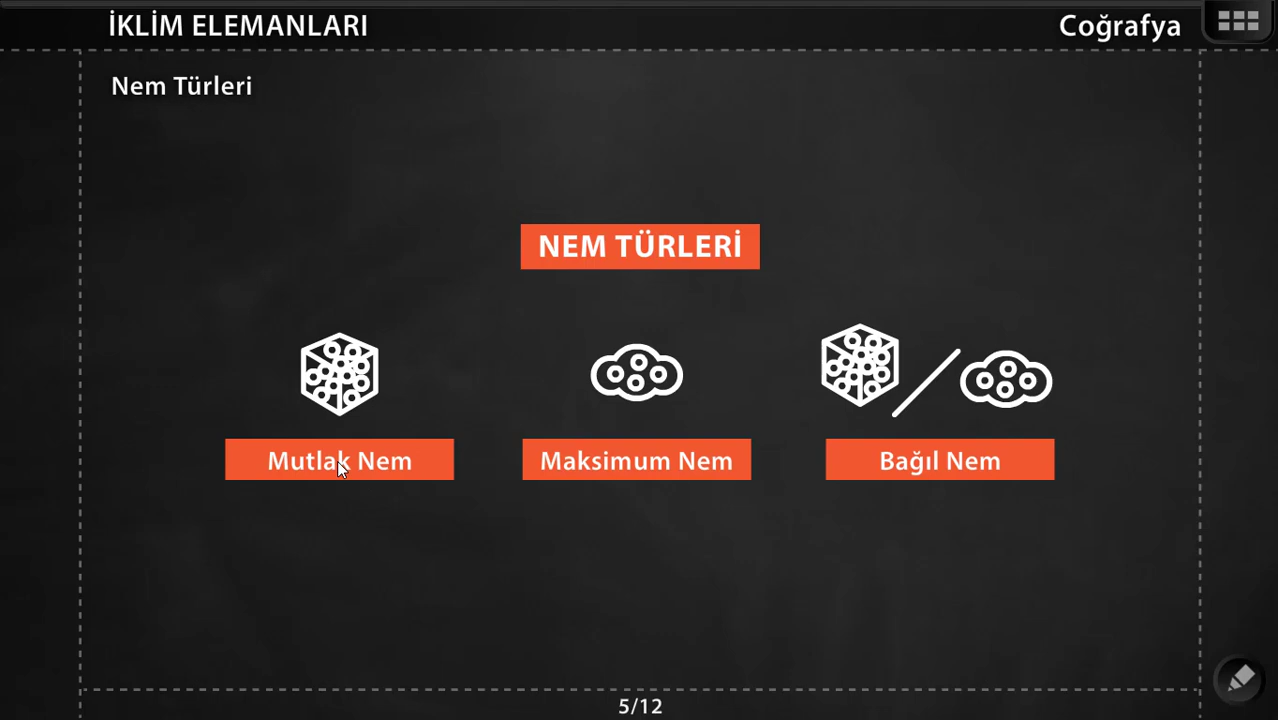 İKLİM ELEMANLARI
Coğrafya
Nem Türleri
NEM TÜRLERİ
Mutlak Nem
Maksimum Nem
Bağıl Nem
5/12